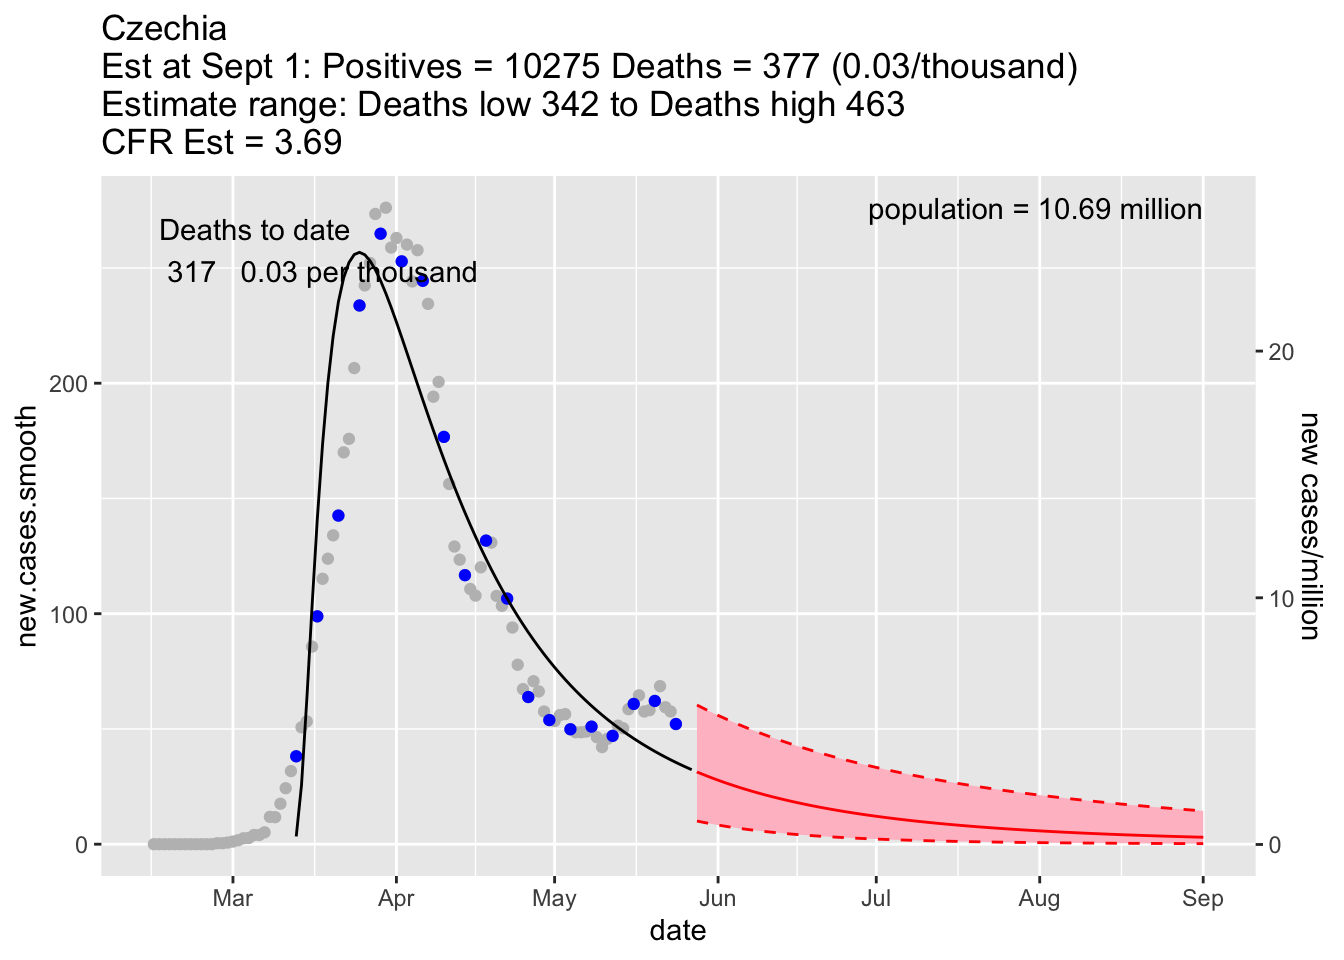 Czechia
Est at Sept 1: Positives = 10275 Deaths = 377 (0.03/thousand)
Estimate range: Deaths low 342 to Deaths high 463
CFR Est = 3.69
population = 10.69 million
Deaths to date
317 0.03 per thousand
200
100
0
new.cases.smooth
20
10
0
new cases/million
Mar Apr May Jun Jul Aug Sep
date